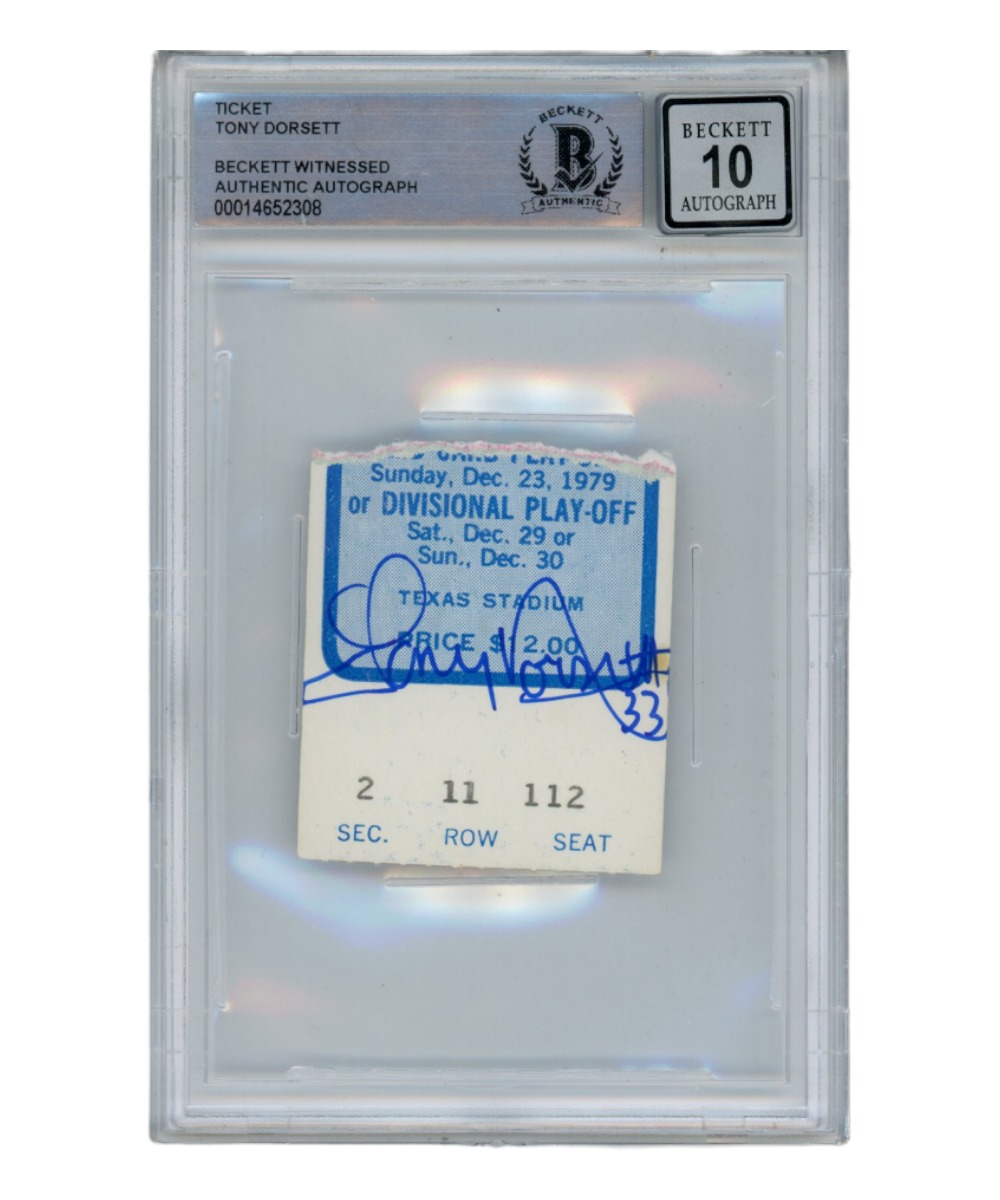 TICKET
TONY DORSETT
BECKETT WITNESSED
AUTHENTIC AUTOGRAPH
00014652308
BECKETT
B
AUTHENTIC
BECKETT
10
AUTOGRAPH
CARD PLAY-
Sunday, Dec. 23, 1979
or DIVISIONAL PLAY-OFF
Sat., Dec. 29 or
Sun., Dec. 30
TEXAS STADIUM
PRICE $12.00
Tony Dorsett #
33
2 11 112
SEC. ROW SEAT